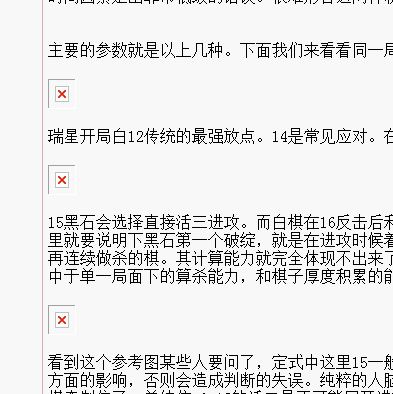 主要的参数就是以上几种。下面我们来看看同一局
瑞星开局白12传统的最强放点。14是常见应对。在
15黑石会选择直接活三进攻。而白棋在16反击后和
里就要说明下黑石第一个破绽，就是在进攻时候着
再连续做杀的棋。其计算能力就完全体现不出来了
中于单一局面下的算杀能力，和棋子厚度积累的能
看到这个参考图某些人要问了，定式中这里15一般
方面的影响，否则会造成判断的失误。纯粹的人脑